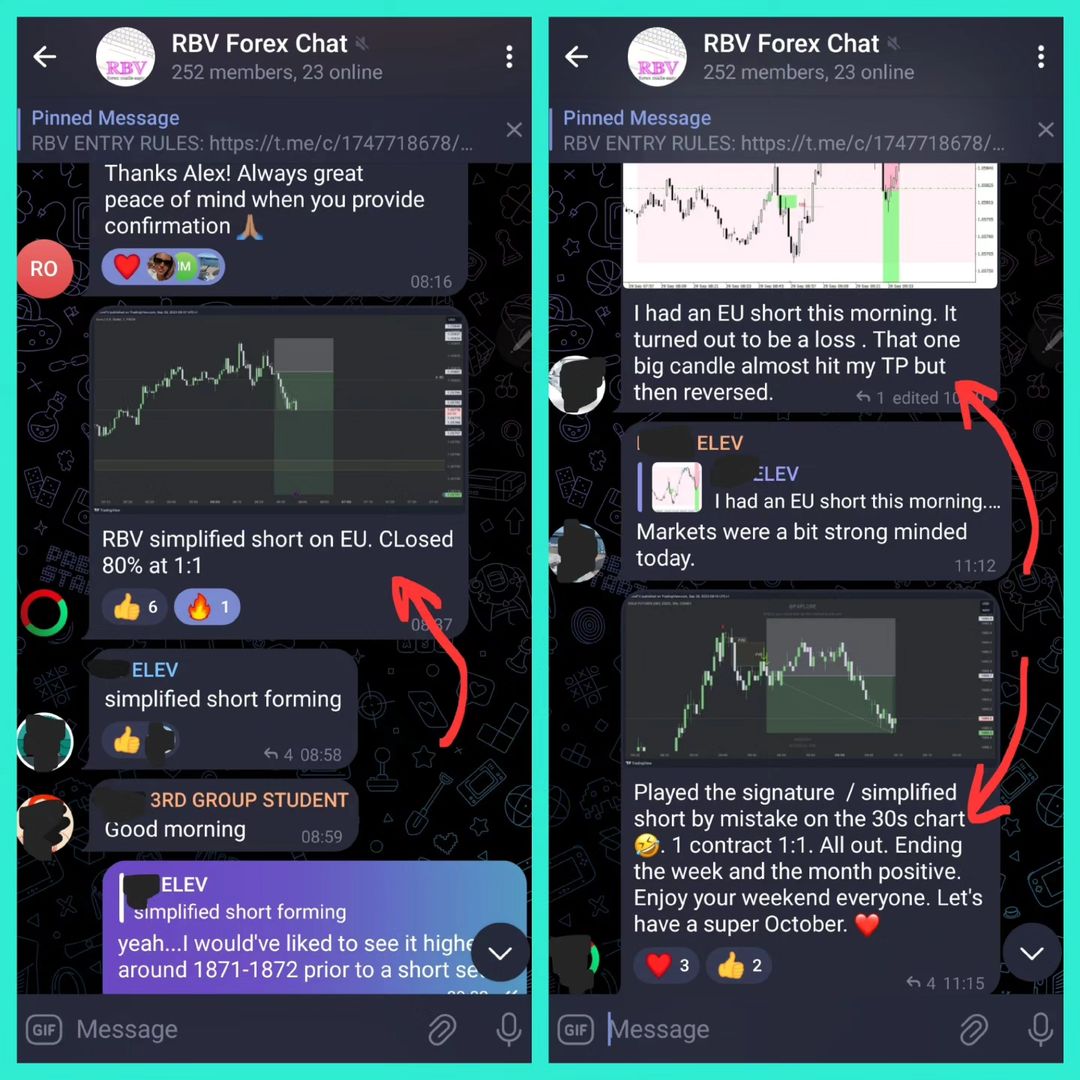 RBV Forex Chat
252 members, 23 online
Pinned Message
RBV ENTRY RULES: https://t.me/c/1747718678/...
RBV
Thanks Alex! Always great
peace of mind when you provide
confirmation 🙏🏽
RO
❤️ M
08:16
TradingView
RBV simplified short on EU. CLosed
80% at 1:1
👍 6 🔥 1
ELEV
simplified short forming
👍
4 08:58
3RD GROUP STUDENT
Good morning
08:59
ELEV
simplified short forming
yeah...I would've liked to see it highe
around 1871-1872 prior to a short se
GIF Message
RBV Forex Chat
252 members, 23 online
Pinned Message
RBV ENTRY RULES: https://t.me/c/1747718678/...
RBV
I had an EU short this morning. It
turned out to be a loss . That one
big candle almost hit my TP but
then reversed.
1 edited
ELEV
ELEV
I had an EU short this morning....
Markets were a bit strong minded
today.
11:12
TradingView
Played the signature / simplified
short by mistake on the 30s chart
🤣. 1 contract 1:1. All out. Ending
the week and the month positive.
Enjoy your weekend everyone. Let's
have a super October. ❤️
❤️ 3 👍 2
4 11:15
GIF Message